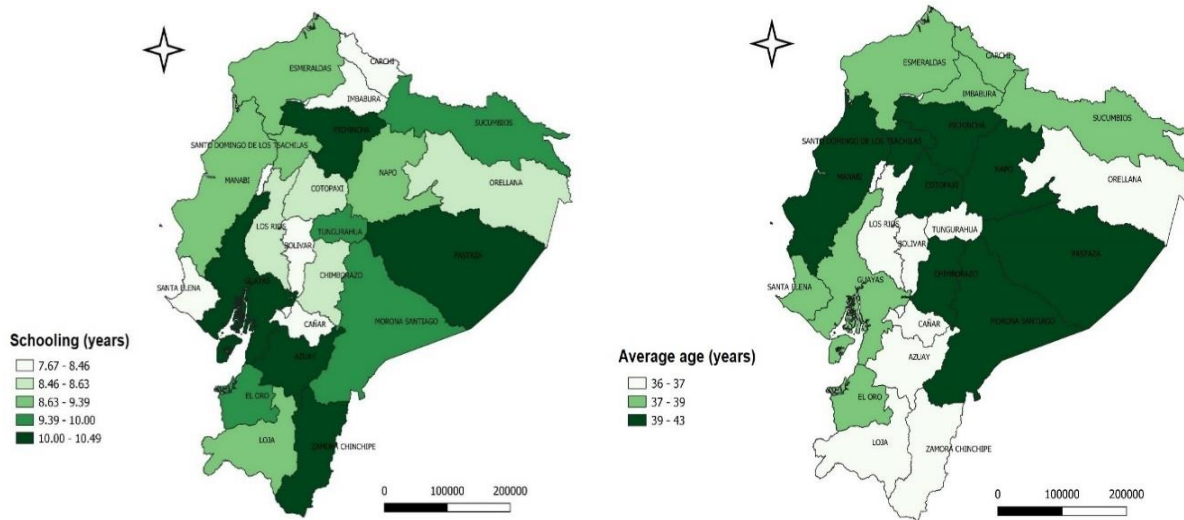 CARCHI
ESMERALDAS
IMBABURA
SUCUMBIOS
PICHINCHA
SANTO DOMINGO DE LOS TSACHILAS
NAPO
MANABI
COTOPAXI
ORELLANA
LOS RIOS
TUNGURAHUA
BOLIVAR
PASTAZA
CHIMBORAZO
SANTA ELENA
GUAYAS
CAÑAR
MORONA SANTIAGO
AZUAY
EL ORO
LOJA
ZAMORA CHINCHIPE
Schooling (years)
7.67 - 8.46
8.46 - 8.63
8.63 - 9.39
9.39 - 10.00
10.00 - 10.49
0 100000 200000
CARCHI
ESMERALDAS
IMBABURA
SUCUMBIOS
PICHINCHA
SANTO DOMINGO DE LOS TSACHILAS
NAPO
MANABI
COTOPAXI
ORELLANA
LOS RIOS
TUNGURAHUA
BOLIVAR
PASTAZA
CHIMBORAZO
SANTA ELENA
GUAYAS
CAÑAR
MORONA SANTIAGO
AZUAY
EL ORO
LOJA
ZAMORA CHINCHIPE
Average age (years)
36 - 37
37 - 39
39 - 43
0 100000 200000